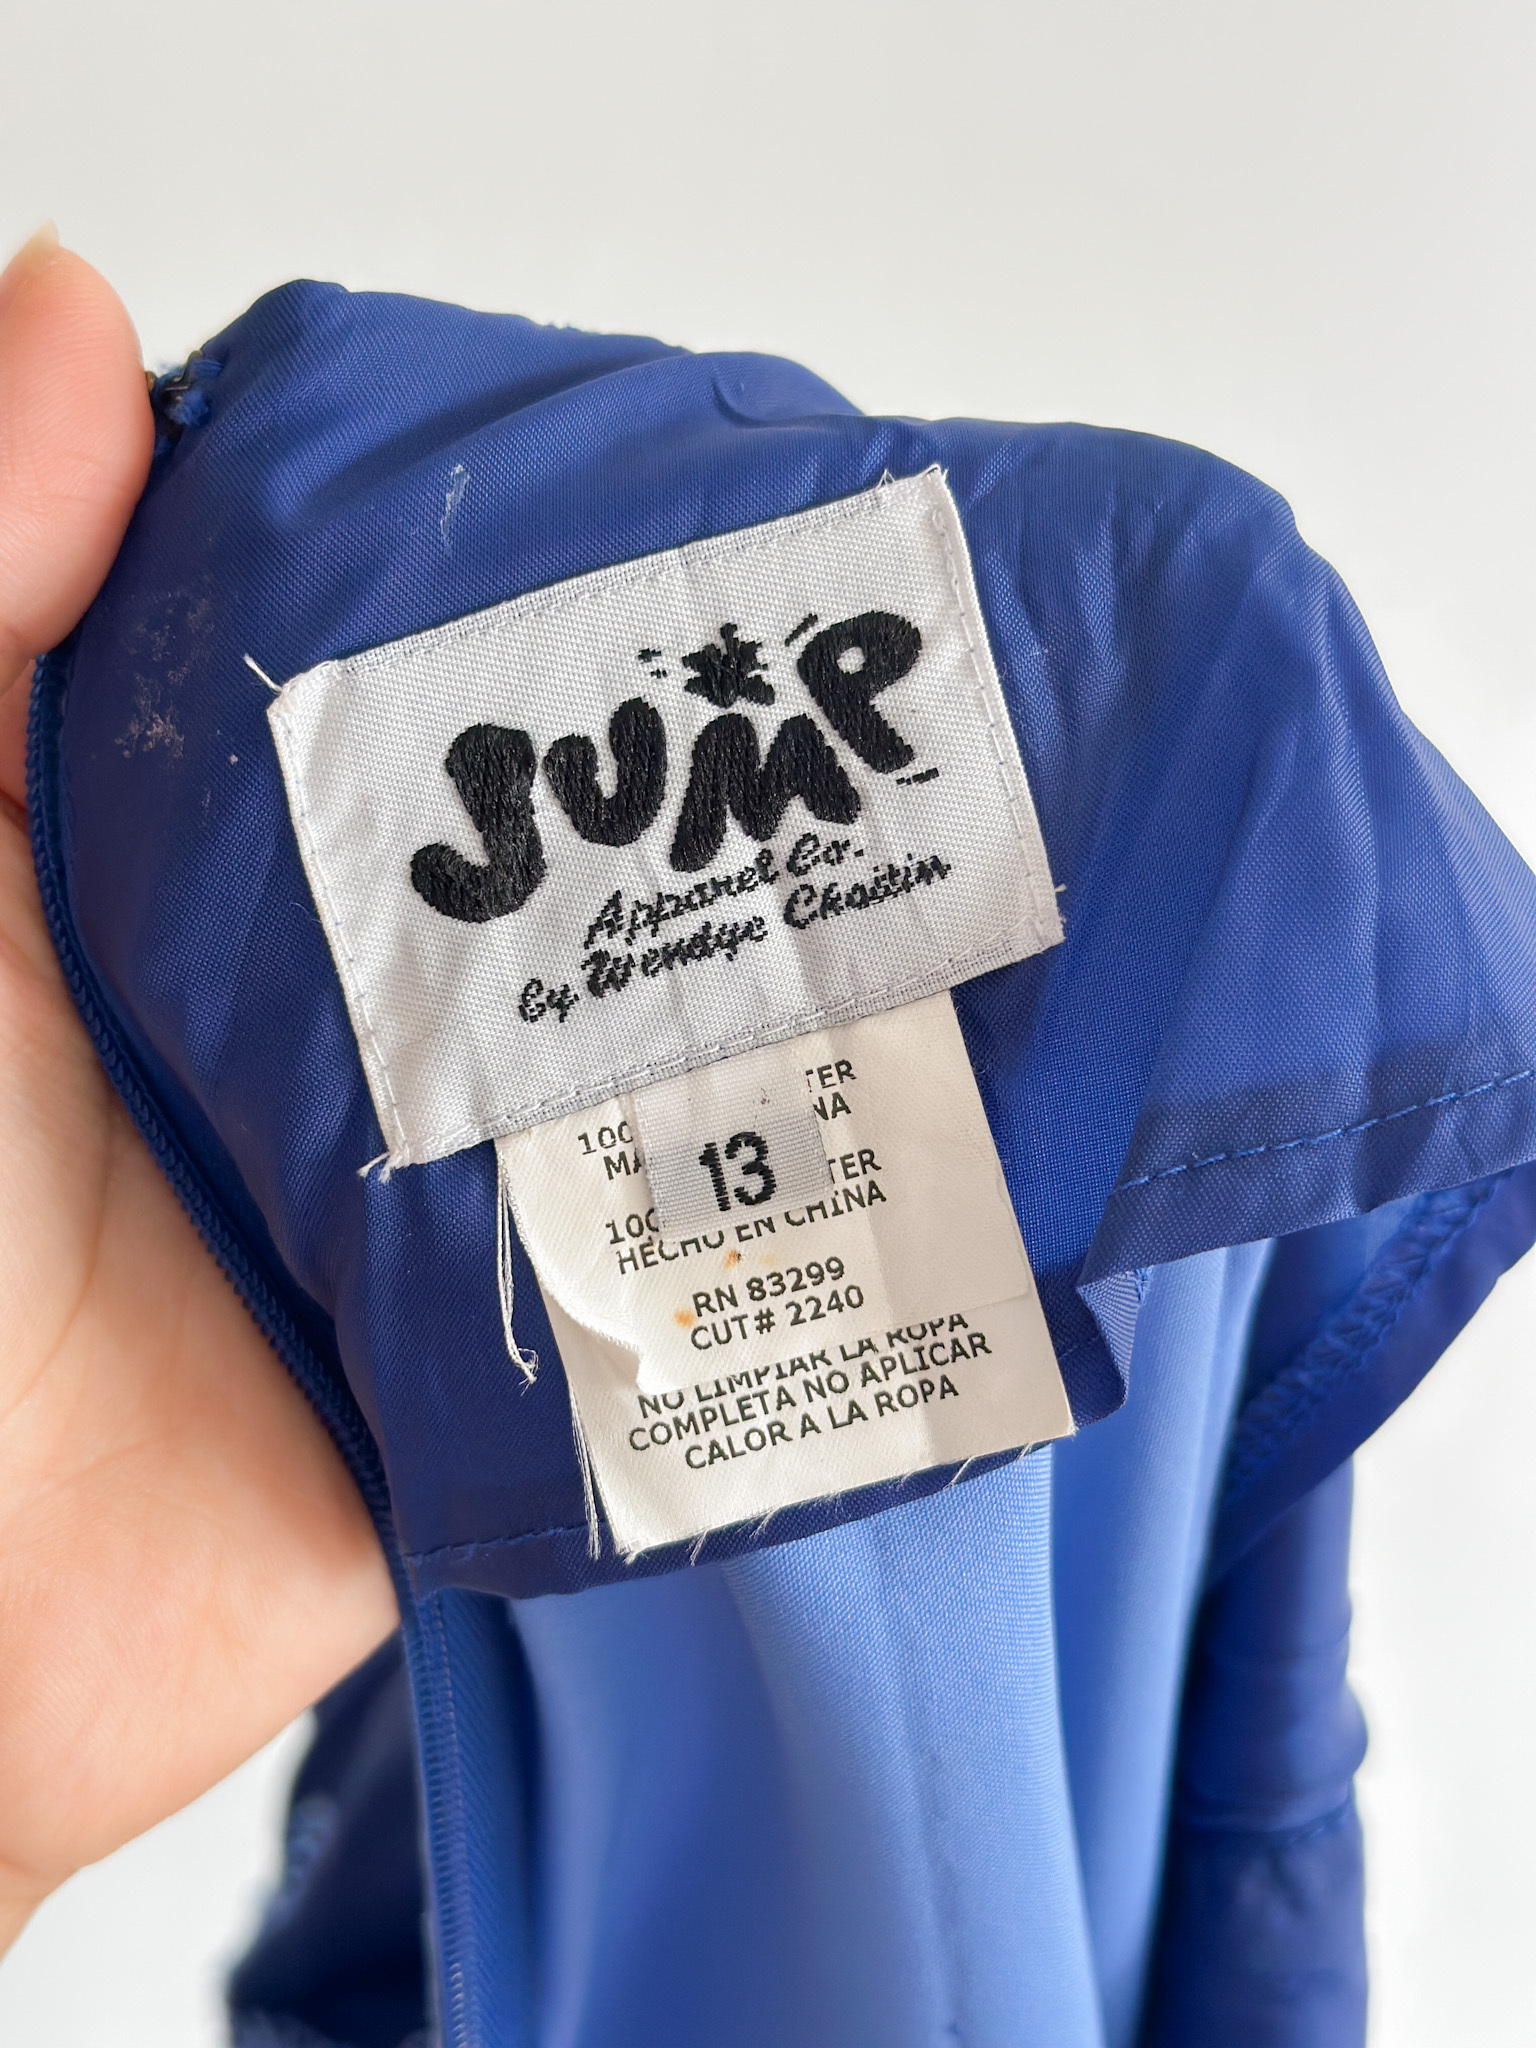 JUMP
Apparel Co.
by Wendye Chaitin
13
TER
NA
100
MA
TER
100
HECHO EN CHINA
RN 83299
CUT# 2240
NO LIMPIAR LA ROPA
COMPLETA NO APLICAR
CALOR A LA ROPA